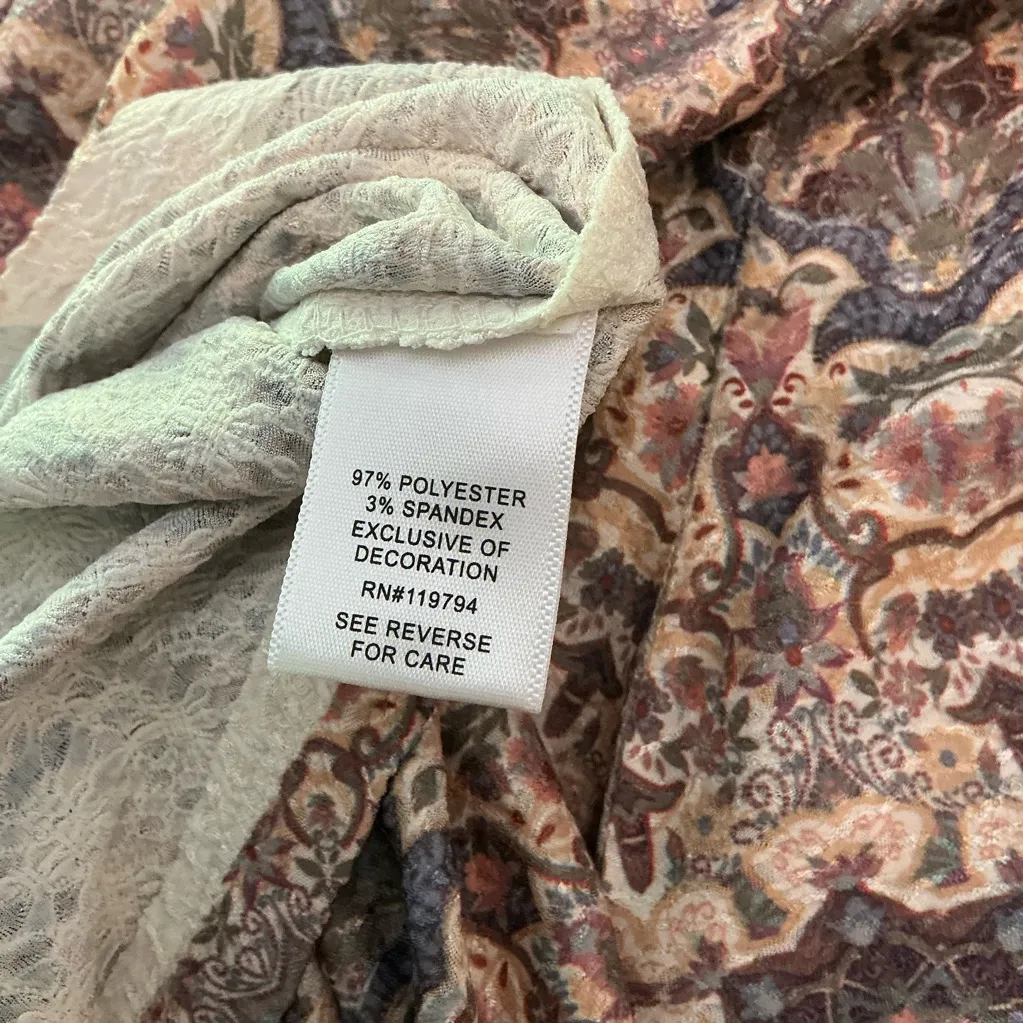 97% POLYESTER
3% SPANDEX
EXCLUSIVE OF
DECORATION
RN#119794
SEE REVERSE
FOR CARE